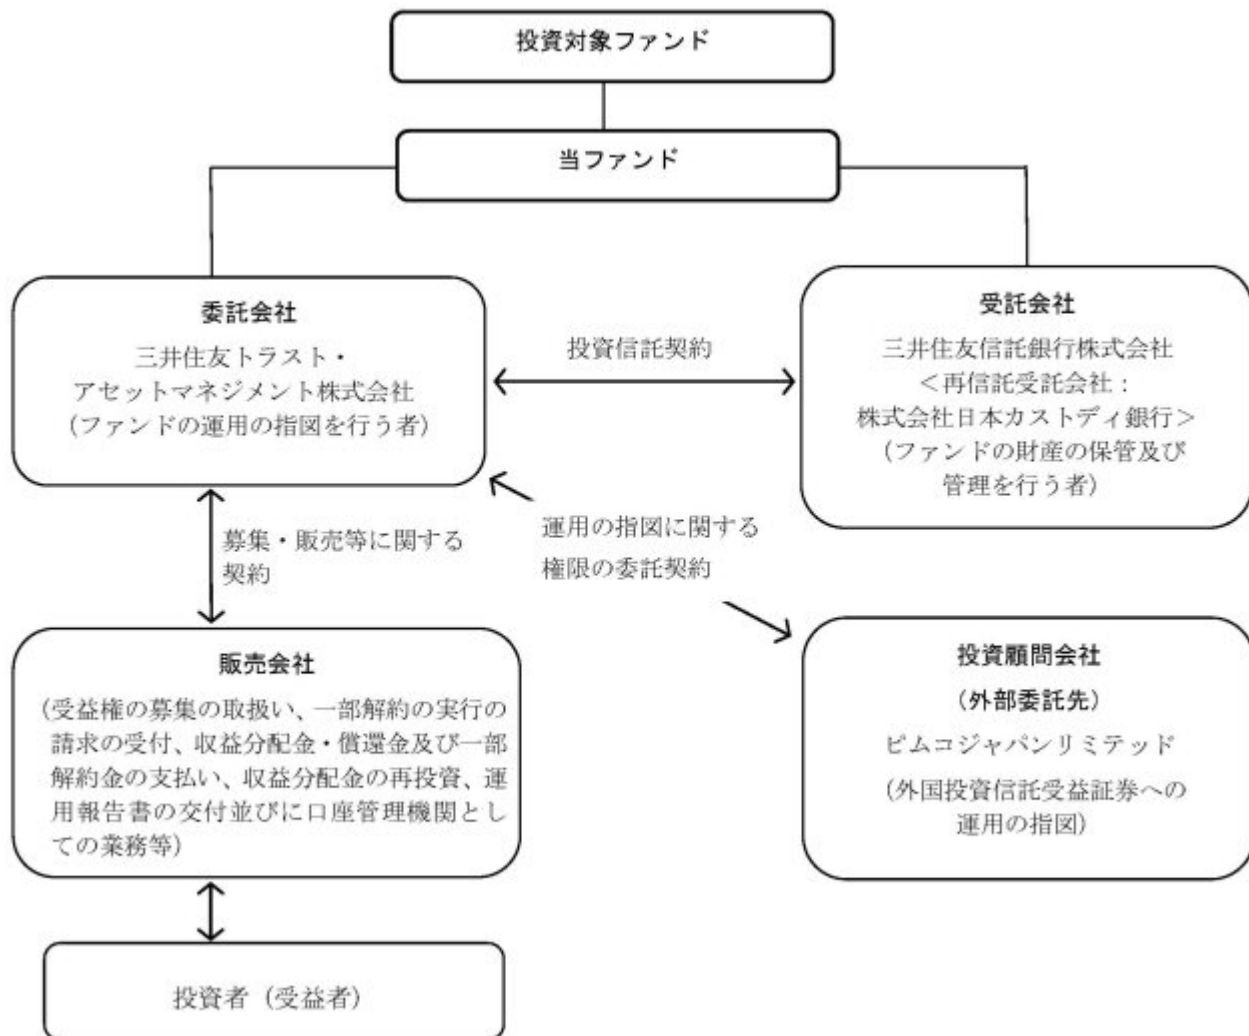 投資対象ファンド
当ファンド
委託会社
三井住友トラスト・
アセットマネジメント株式会社
（ファンドの運用の指図を行う者）
投資信託契約
受託会社
三井住友信託銀行株式会社
＜再信託受託会社：
株式会社日本カストディ銀行＞
（ファンドの財産の保管及び
管理を行う者）
募集・販売等に関する
契約
運用の指図に関する
権限の委託契約
販売会社
（受益権の募集の取扱い、一部解約の実行の
請求の受付、収益分配金・償還金及び一部
解約金の支払い、収益分配金の再投資、運
用報告書の交付並びに口座管理機関とし
ての業務等）
投資顧問会社
（外部委託先）
ピムコジャパンリミテッド
（外国投資信託受益証券への
運用の指図）
投資者（受益者）